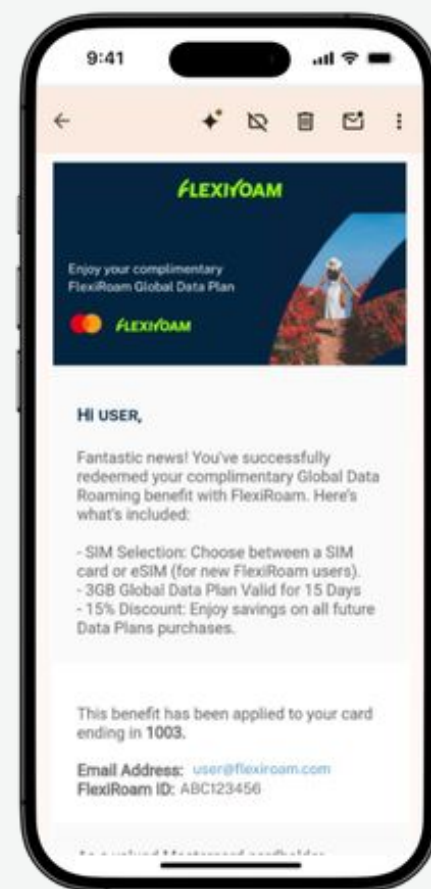 9:41
FLEXIROAM
Enjoy your complimentary
FlexiRoam Global Data Plan
FLEXIROAM
HI USER,
Fantastic news! You've successfully
redeemed your complimentary Global Data
Roaming benefit with FlexiRoam. Here's
what's included:
- SIM Selection: Choose between a SIM
card or eSIM (for new FlexiRoam users).
- 3GB Global Data Plan Valid for 15 Days
- 15% Discount: Enjoy savings on all future
Data Plans purchases.
This benefit has been applied to your card
ending in 1003.
Email Address: user@flexiroam.com
FlexiRoam ID: ABC123456